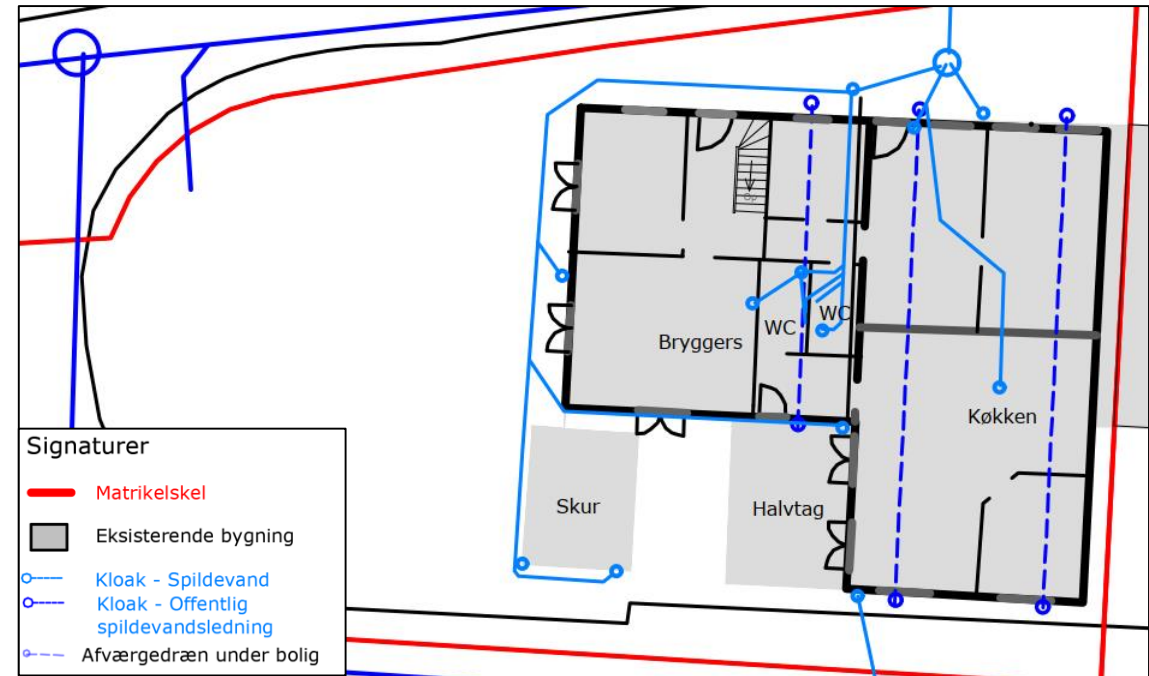 WC
WC
Bryggers
Køkken
Skur
Halvtag
Signaturer
Matrikelskel
Eksisterende bygning
Kloak - Spildevand
Kloak - Offentlig
spildevandsledning
Afværgedræn under bolig